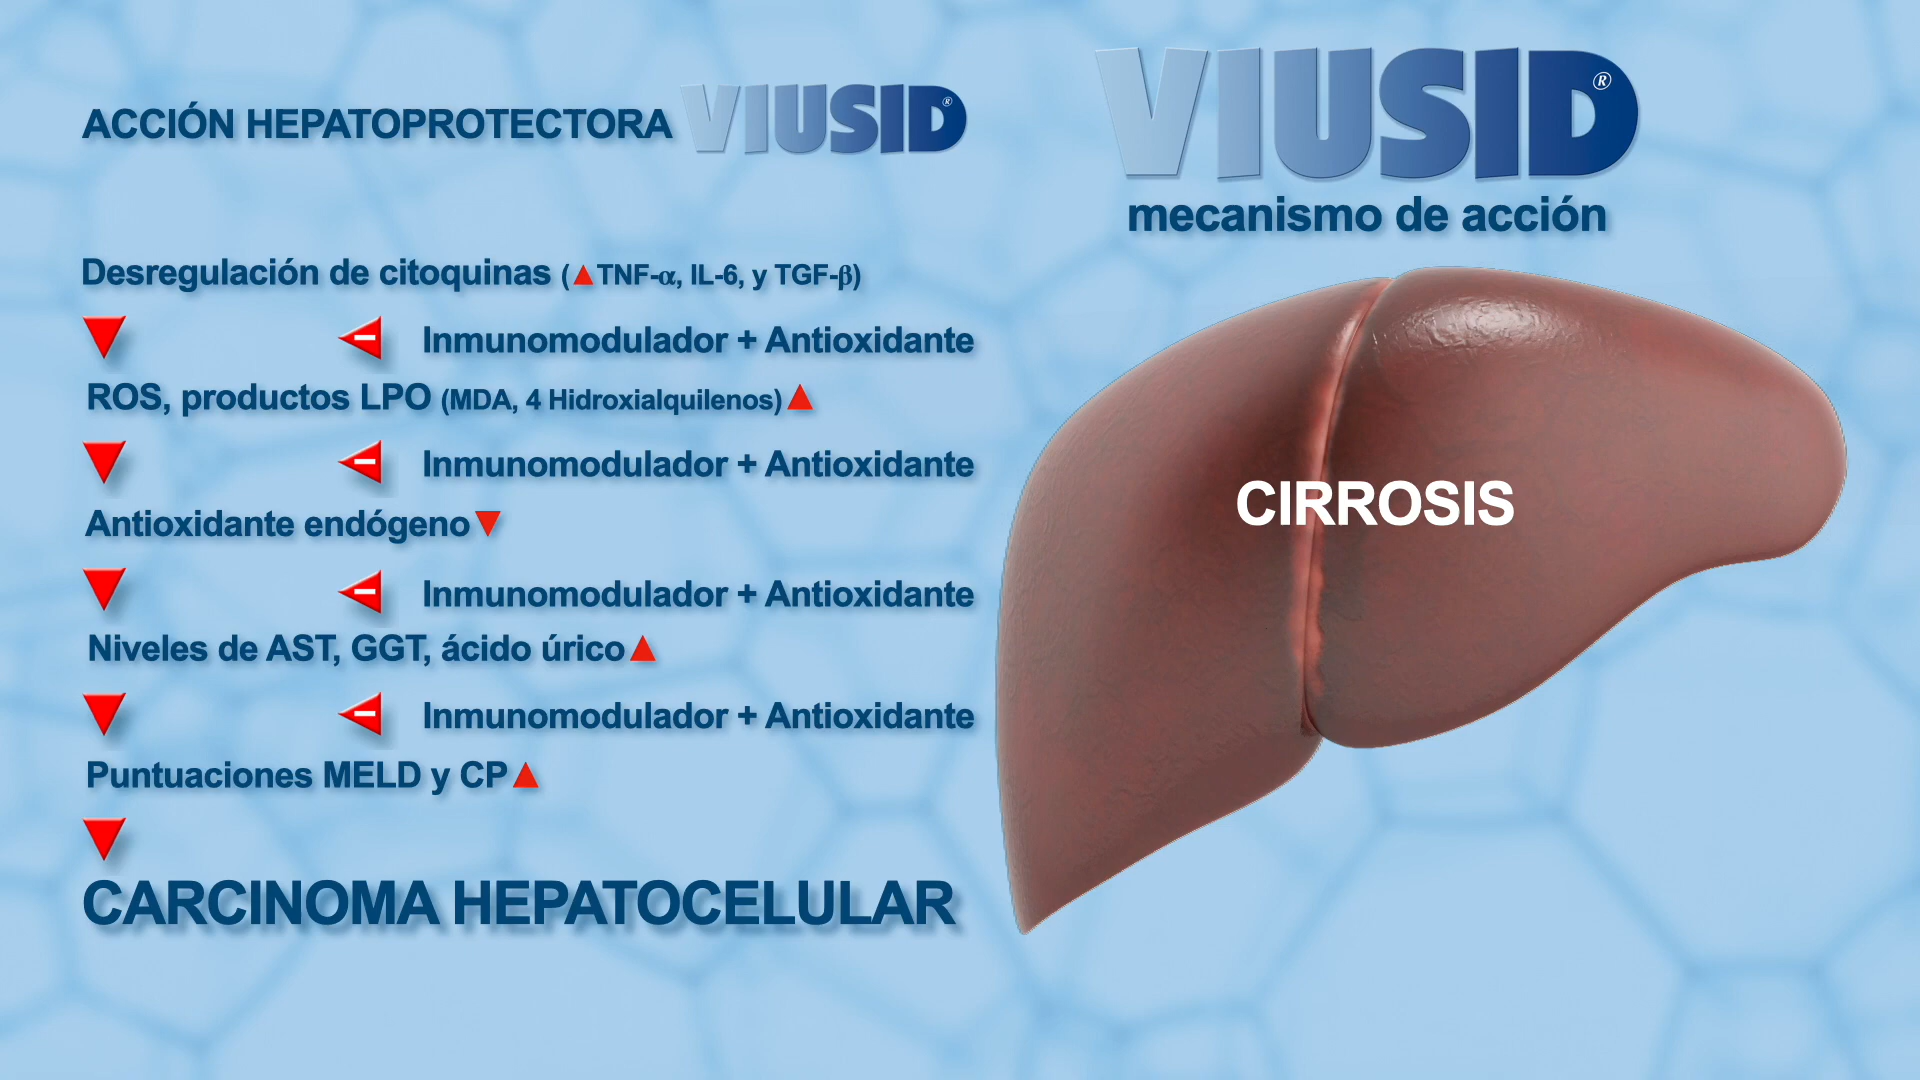 ACCIÓN HEPATOPROTECTORA VIUSID®
Desregulación de citoquinas (▲TNF-α, IL-6, y TGF-β)
Inmunomodulador + Antioxidante
ROS, productos LPO (MDA, 4 Hidroxialquilenos)▲
Inmunomodulador + Antioxidante
Antioxidante endógeno▼
Inmunomodulador + Antioxidante
Niveles de AST, GGT, ácido úrico▲
Inmunomodulador + Antioxidante
Puntuaciones MELD y CP▲
CARCINOMA HEPATOCELULAR
VIUSID®
mecanismo de acción
CIRROSIS